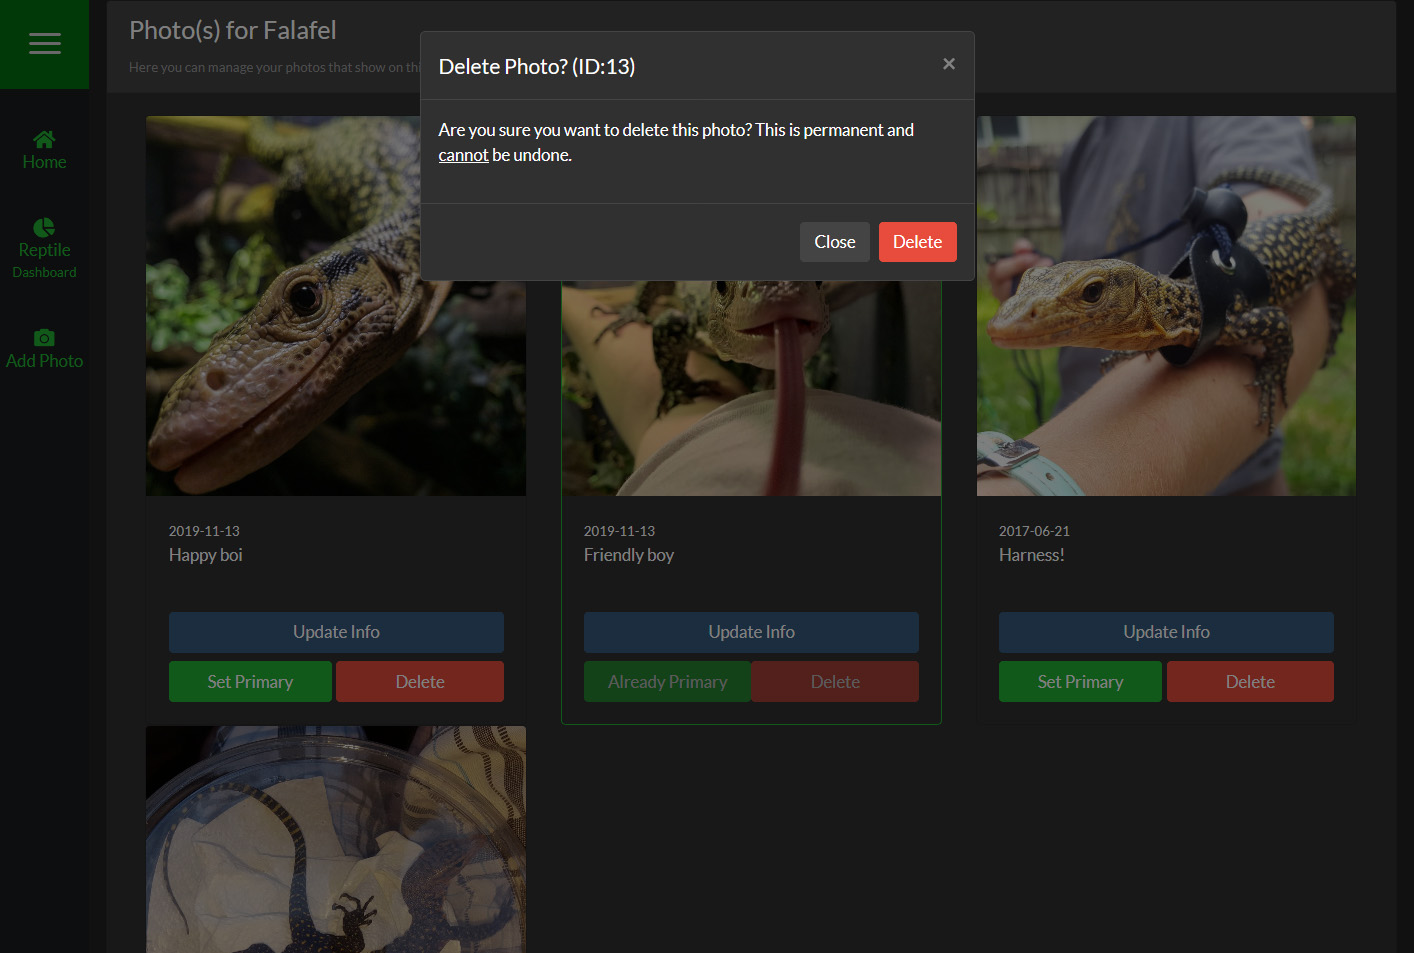 Photo(s) for Falafel
Here you can manage your photos that show on
Delete Photo? (ID:13)
×
Are you sure you want to delete this photo? This is permanent and
cannot be undone.
Close
Delete
Home
Reptile
Dashboard
Add Photo
2019-11-13
Happy boi
Update Info
Set Primary
Delete
2019-11-13
Friendly boy
Update Info
Already Primary
Delete
2017-06-21
Harness!
Update Info
Set Primary
Delete